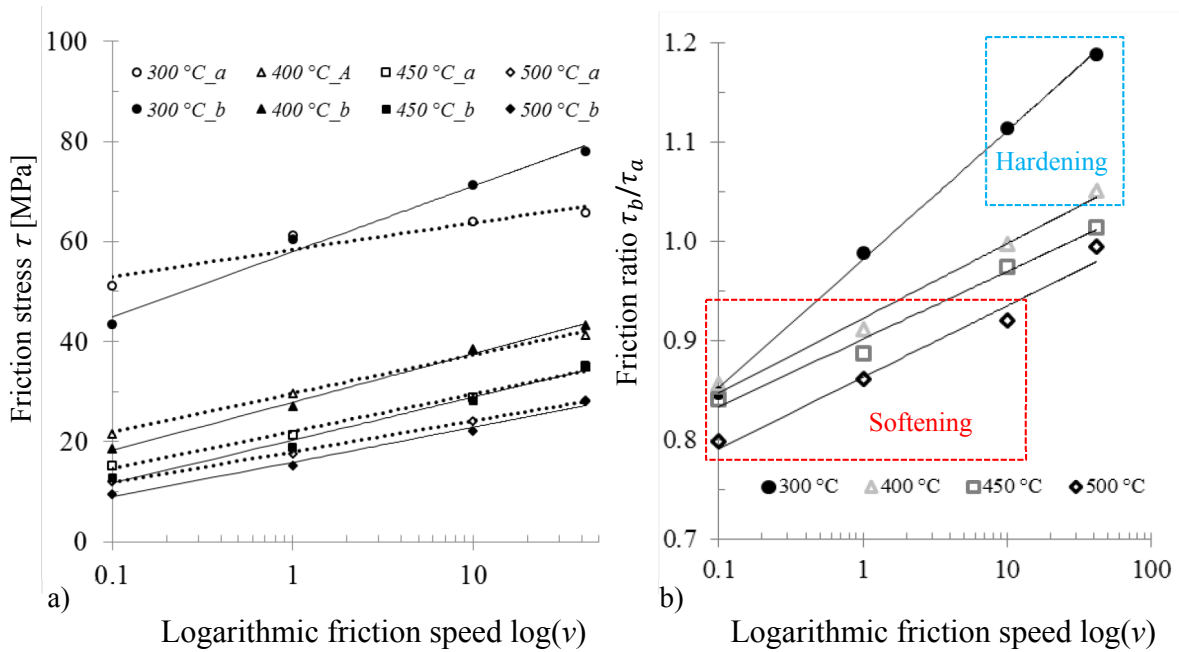 100
80
60
40
20
0
Friction stress τ [MPa]
300 °C_a 400 °C_A 450 °C_a 500 °C_a
300 °C_b 400 °C_b 450 °C_b 500 °C_b
0.1 1 10
a)
Logarithmic friction speed log(v)
1.2
1.1
1.0
0.9
0.8
0.7
Friction ratio τb/τa
Hardening
Softening
300 °C 400 °C 450 °C 500 °C
0.1 1 10 100
b)
Logarithmic friction speed log(v)